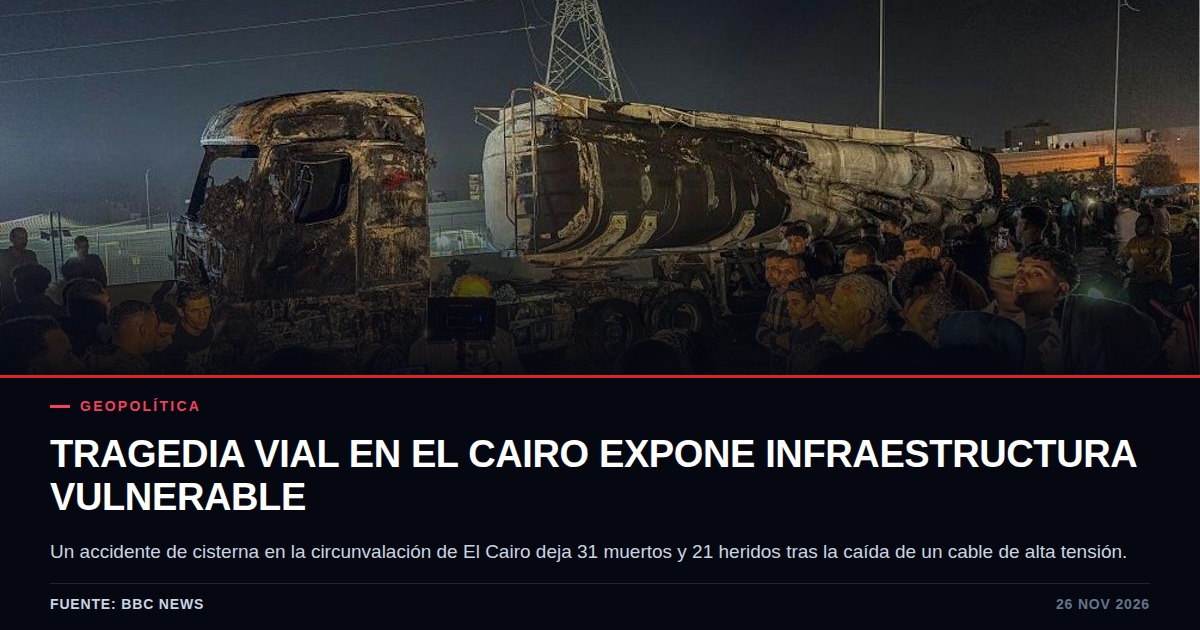 GEOPOLÍTICA
TRAGEDIA VIAL EN EL CAIRO EXPONE INFRAESTRUCTURA
VULNERABLE
Un accidente de cisterna en la circunvalación de El Cairo deja 31 muertos y 21 heridos tras la caída de un cable de alta tensión.
FUENTE: BBC NEWS
26 NOV 2026